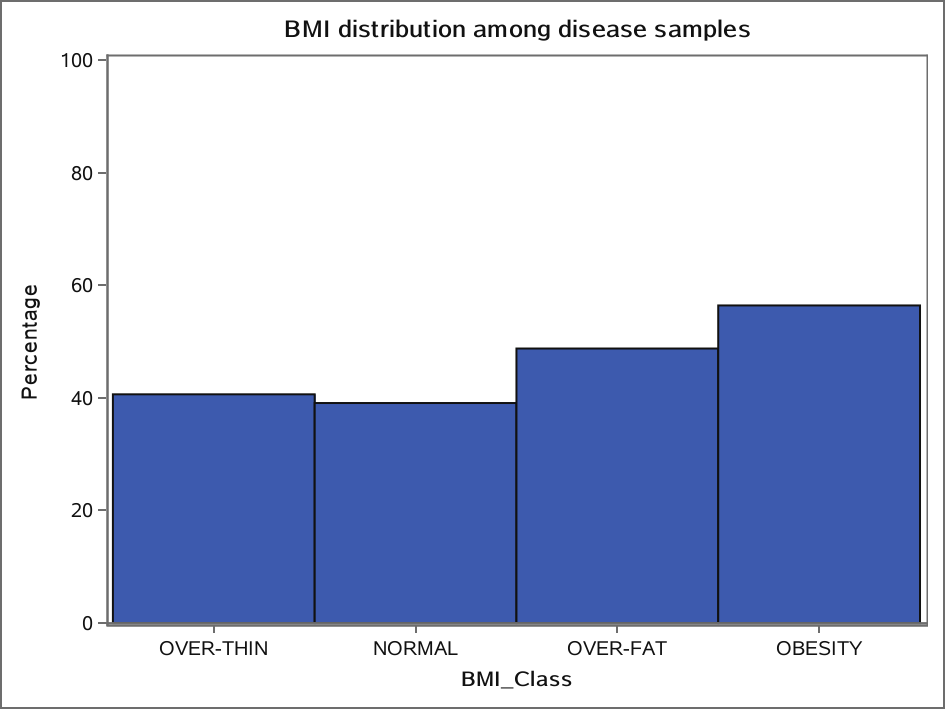 BMI distribution among disease samples
100
80
60
40
20
0
Percentage
OVER-THIN NORMAL OVER-FAT OBESITY
BMI_Class